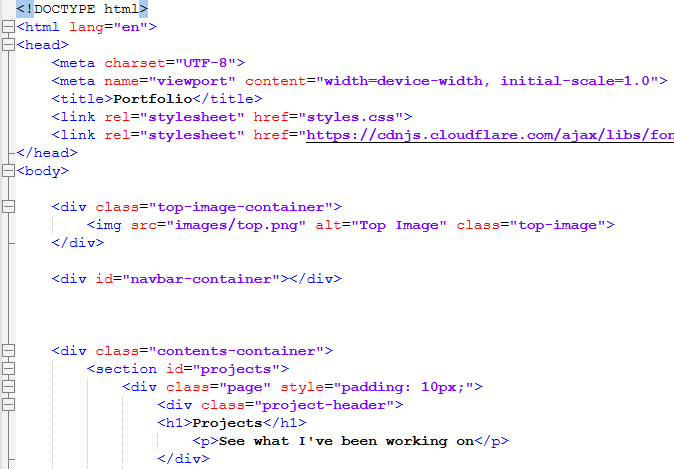 <!DOCTYPE html>
<html lang="en">
<head>
    <meta charset="UTF-8">
    <meta name="viewport" content="width=device-width, initial-scale=1.0">
    <title>Portfolio</title>
    <link rel="stylesheet" href="styles.css">
    <link rel="stylesheet" href="https://cdnjs.cloudflare.com/ajax/libs/fon
</head>
<body>
    <div class="top-image-container">
        <img src="images/top.png" alt="Top Image" class="top-image">
    </div>
    <div id="navbar-container"></div>
    <div class="contents-container">
        <section id="projects">
            <div class="page" style="padding: 10px;">
                <div class="project-header">
                <h1>Projects</h1>
                    <p>See what I've been working on</p>
                </div>